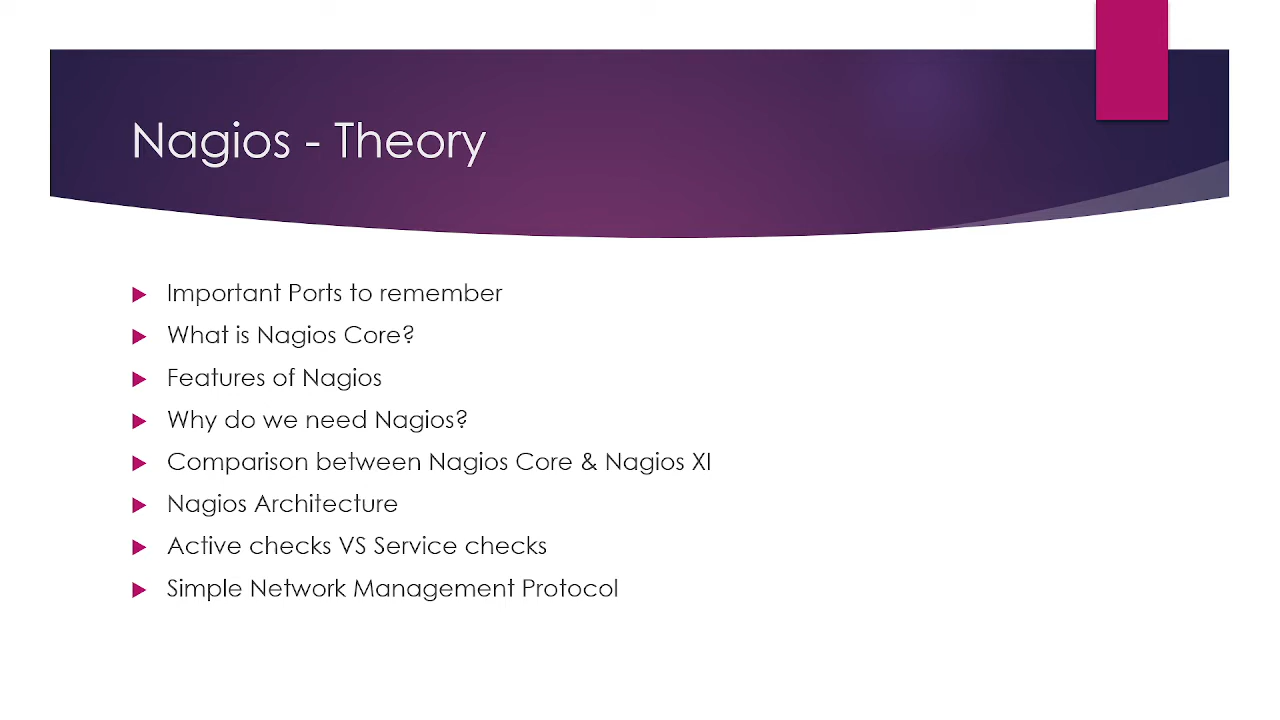 Nagios - Theory
Important Ports to remember
What is Nagios Core?
Features of Nagios
Why do we need Nagios?
Comparison between Nagios Core & Nagios XI
Nagios Architecture
Active checks VS Service checks
Simple Network Management Protocol